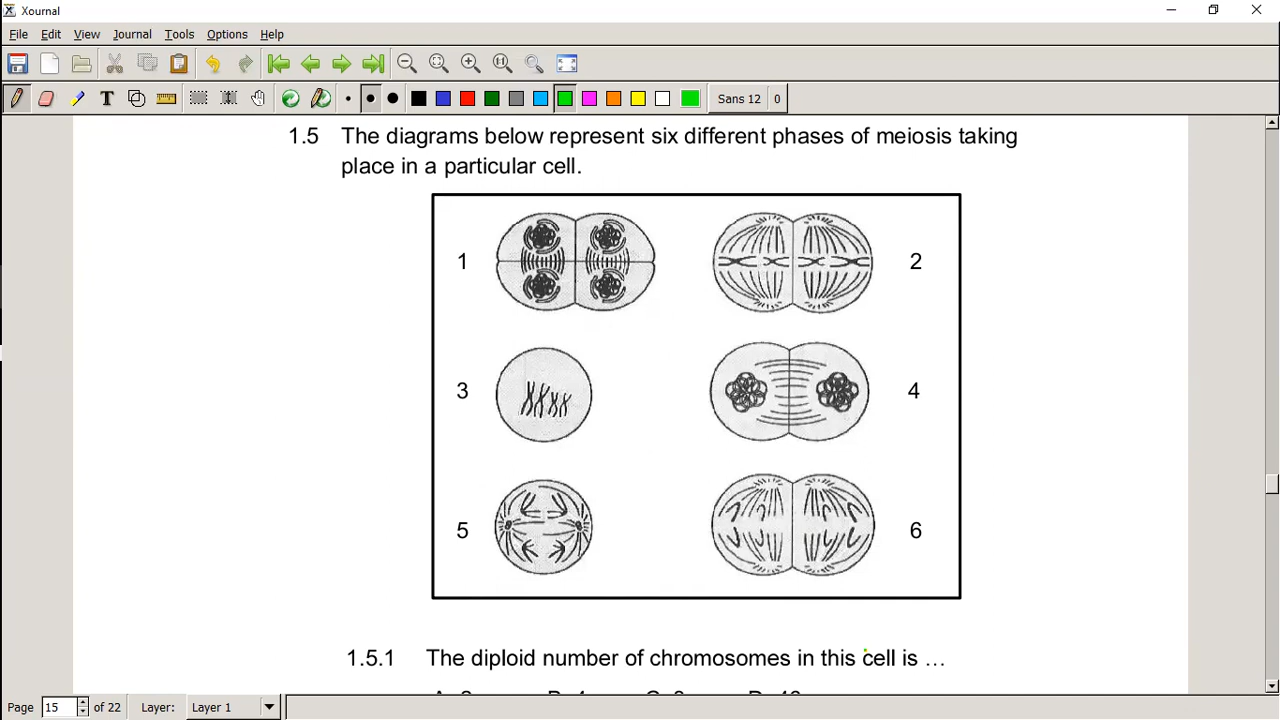 Xournal
File Edit View Journal Tools Options Help
Sans 12 0
1.5 The diagrams below represent six different phases of meiosis taking
place in a particular cell.
1 2
3 4
5 6
1.5.1 The diploid number of chromosomes in this cell is …
Page 15 of 22 Layer: Layer 1